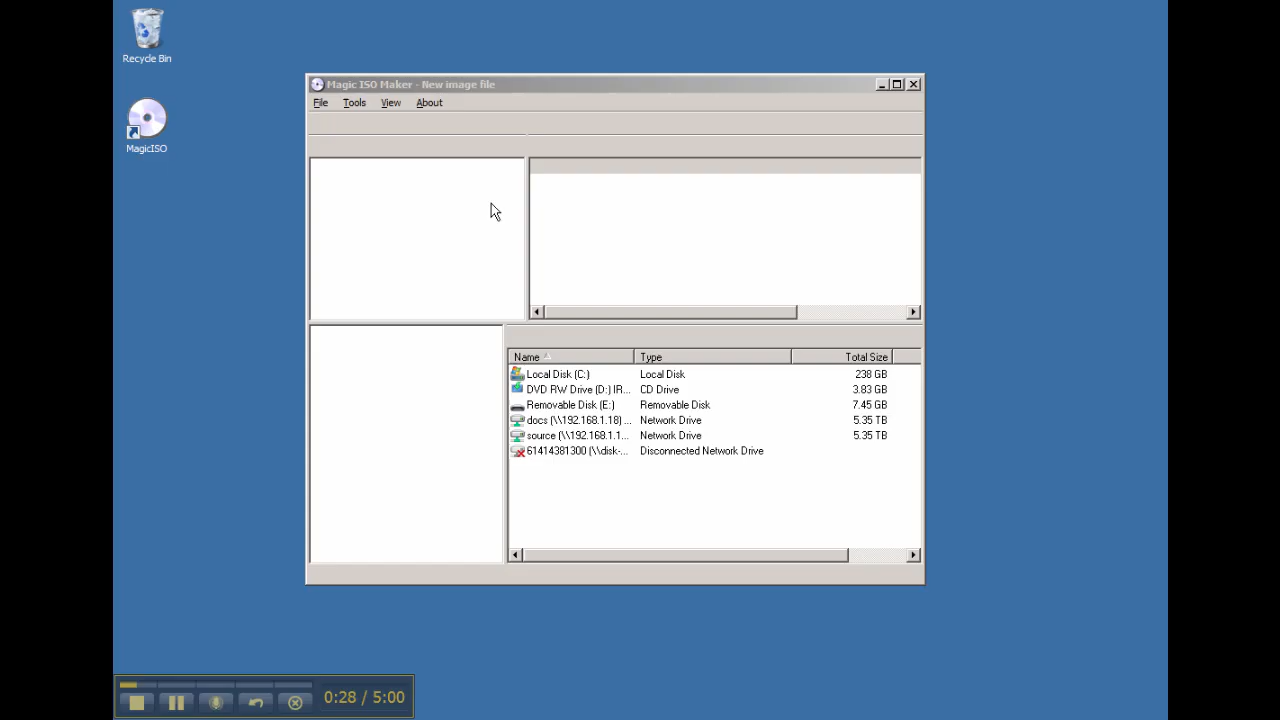 Recycle Bin
MagicISO
Magic ISO Maker - New image file
File Tools View About
Name Type Total Size
Local Disk (C:) Local Disk 238 GB
DVD RW Drive (D:) IR... CD Drive 3.83 GB
Removable Disk (E:) Removable Disk 7.45 GB
docs (\\192.168.1.18) ... Network Drive 5.35 TB
source (\\192.168.1.1... Network Drive 5.35 TB
61414381300 (\\disk-... Disconnected Network Drive
0:28 / 5:00